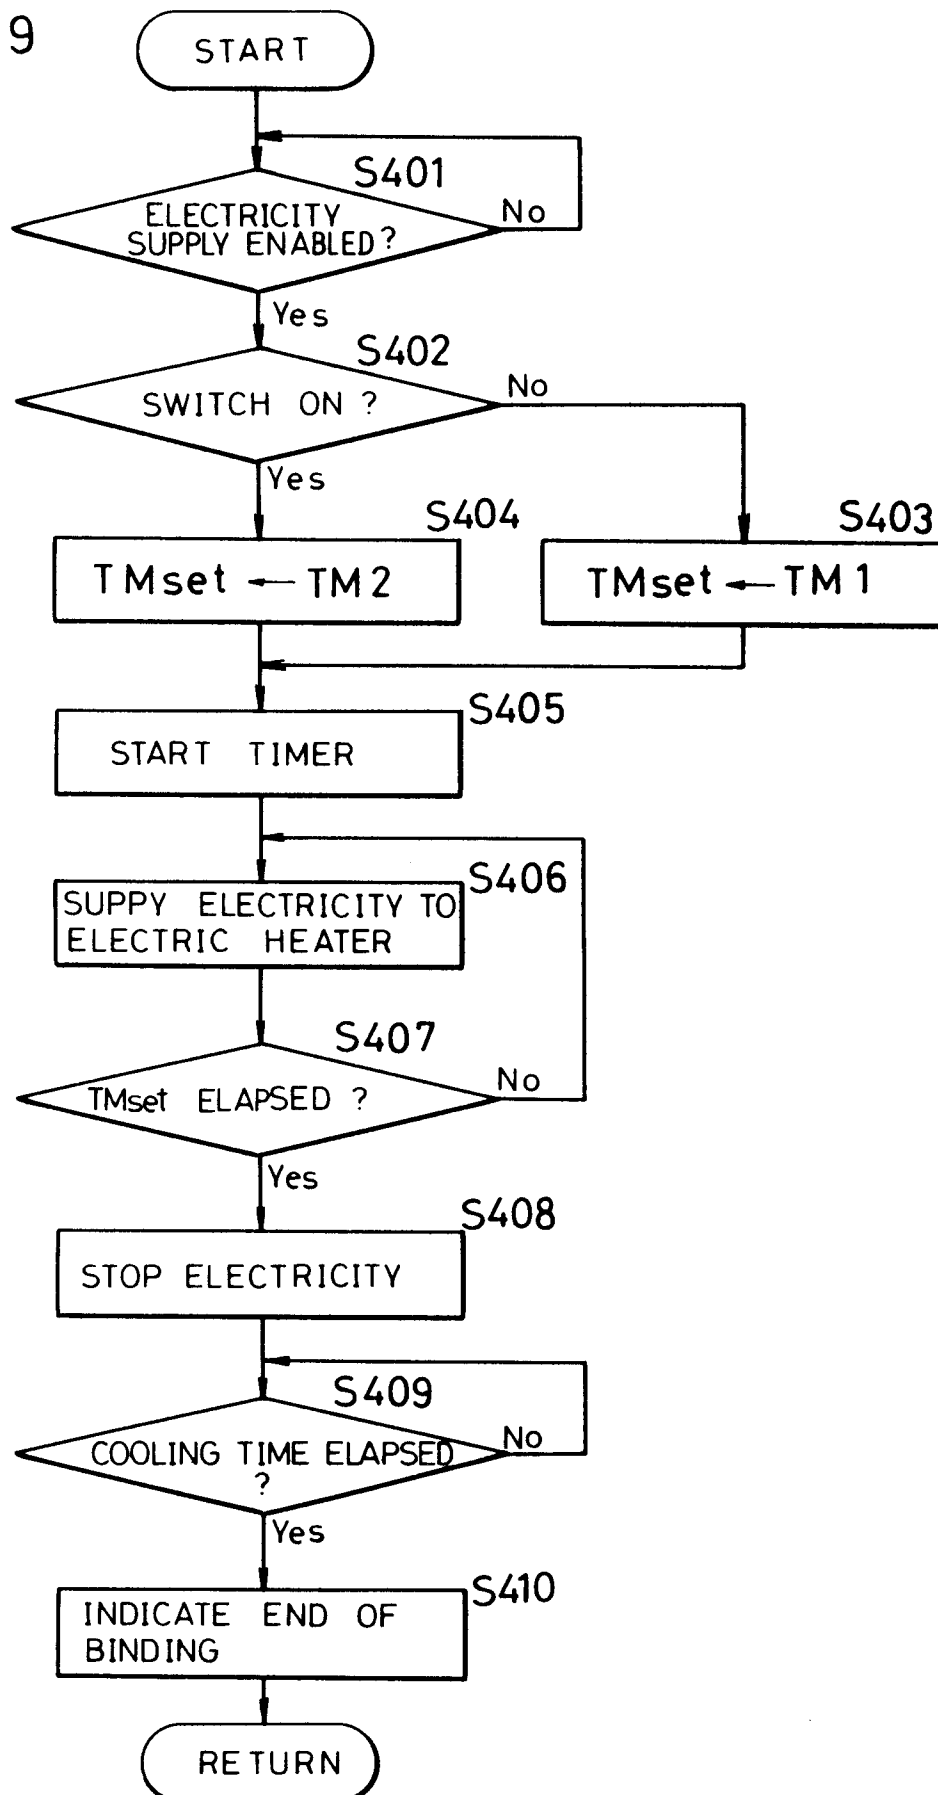 9
START
S401
ELECTRICITY
SUPPLY ENABLED?
No
Yes
S402
SWITCH ON ?
No
Yes
S404
TMset ← TM2
S403
TMset ← TM1
S405
START TIMER
S406
SUPPY ELECTRICITY TO
ELECTRIC HEATER
S407
TMset ELAPSED ?
No
Yes
S408
STOP ELECTRICITY
S409
COOLING TIME ELAPSED
?
No
Yes
S410
INDICATE END OF
BINDING
RETURN